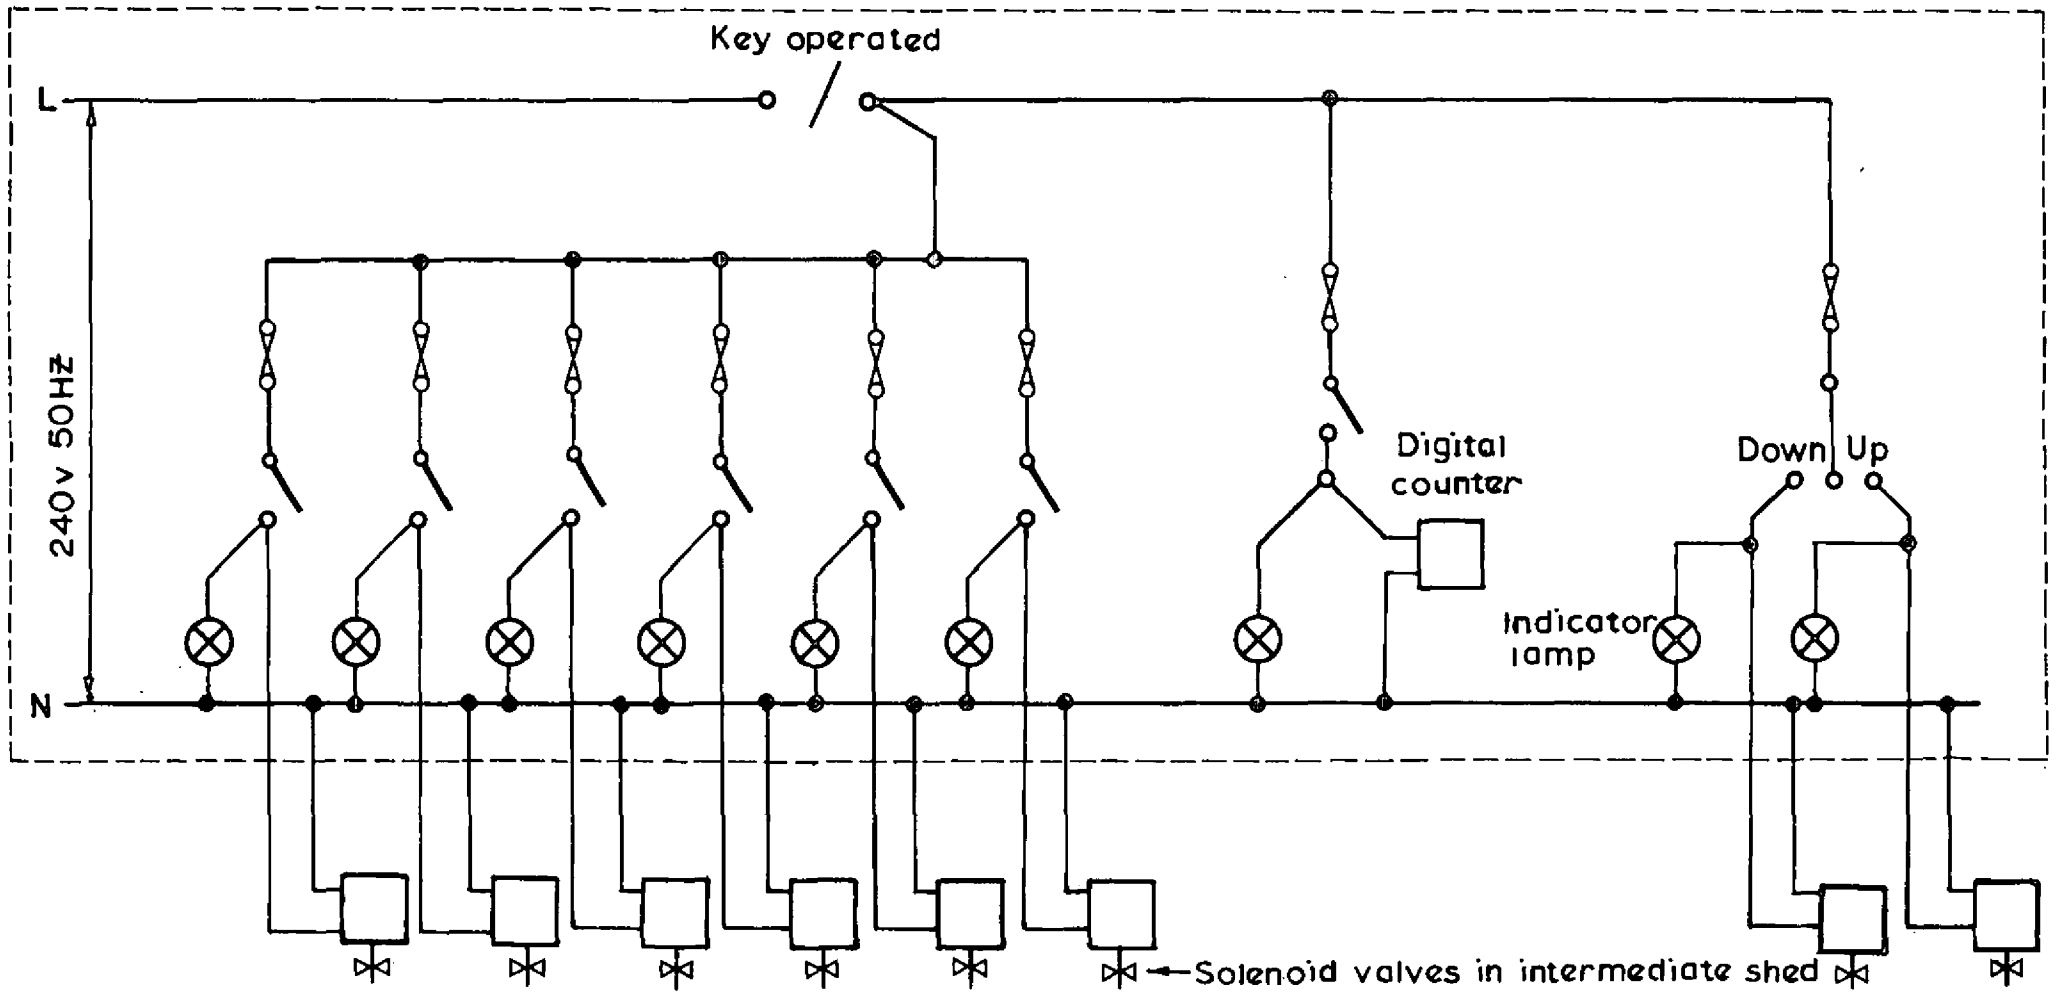 Key operated
L
240v 50Hz
Down Up
Digital
counter
Indicator
lamp
N
Solenoid valves in intermediate shed